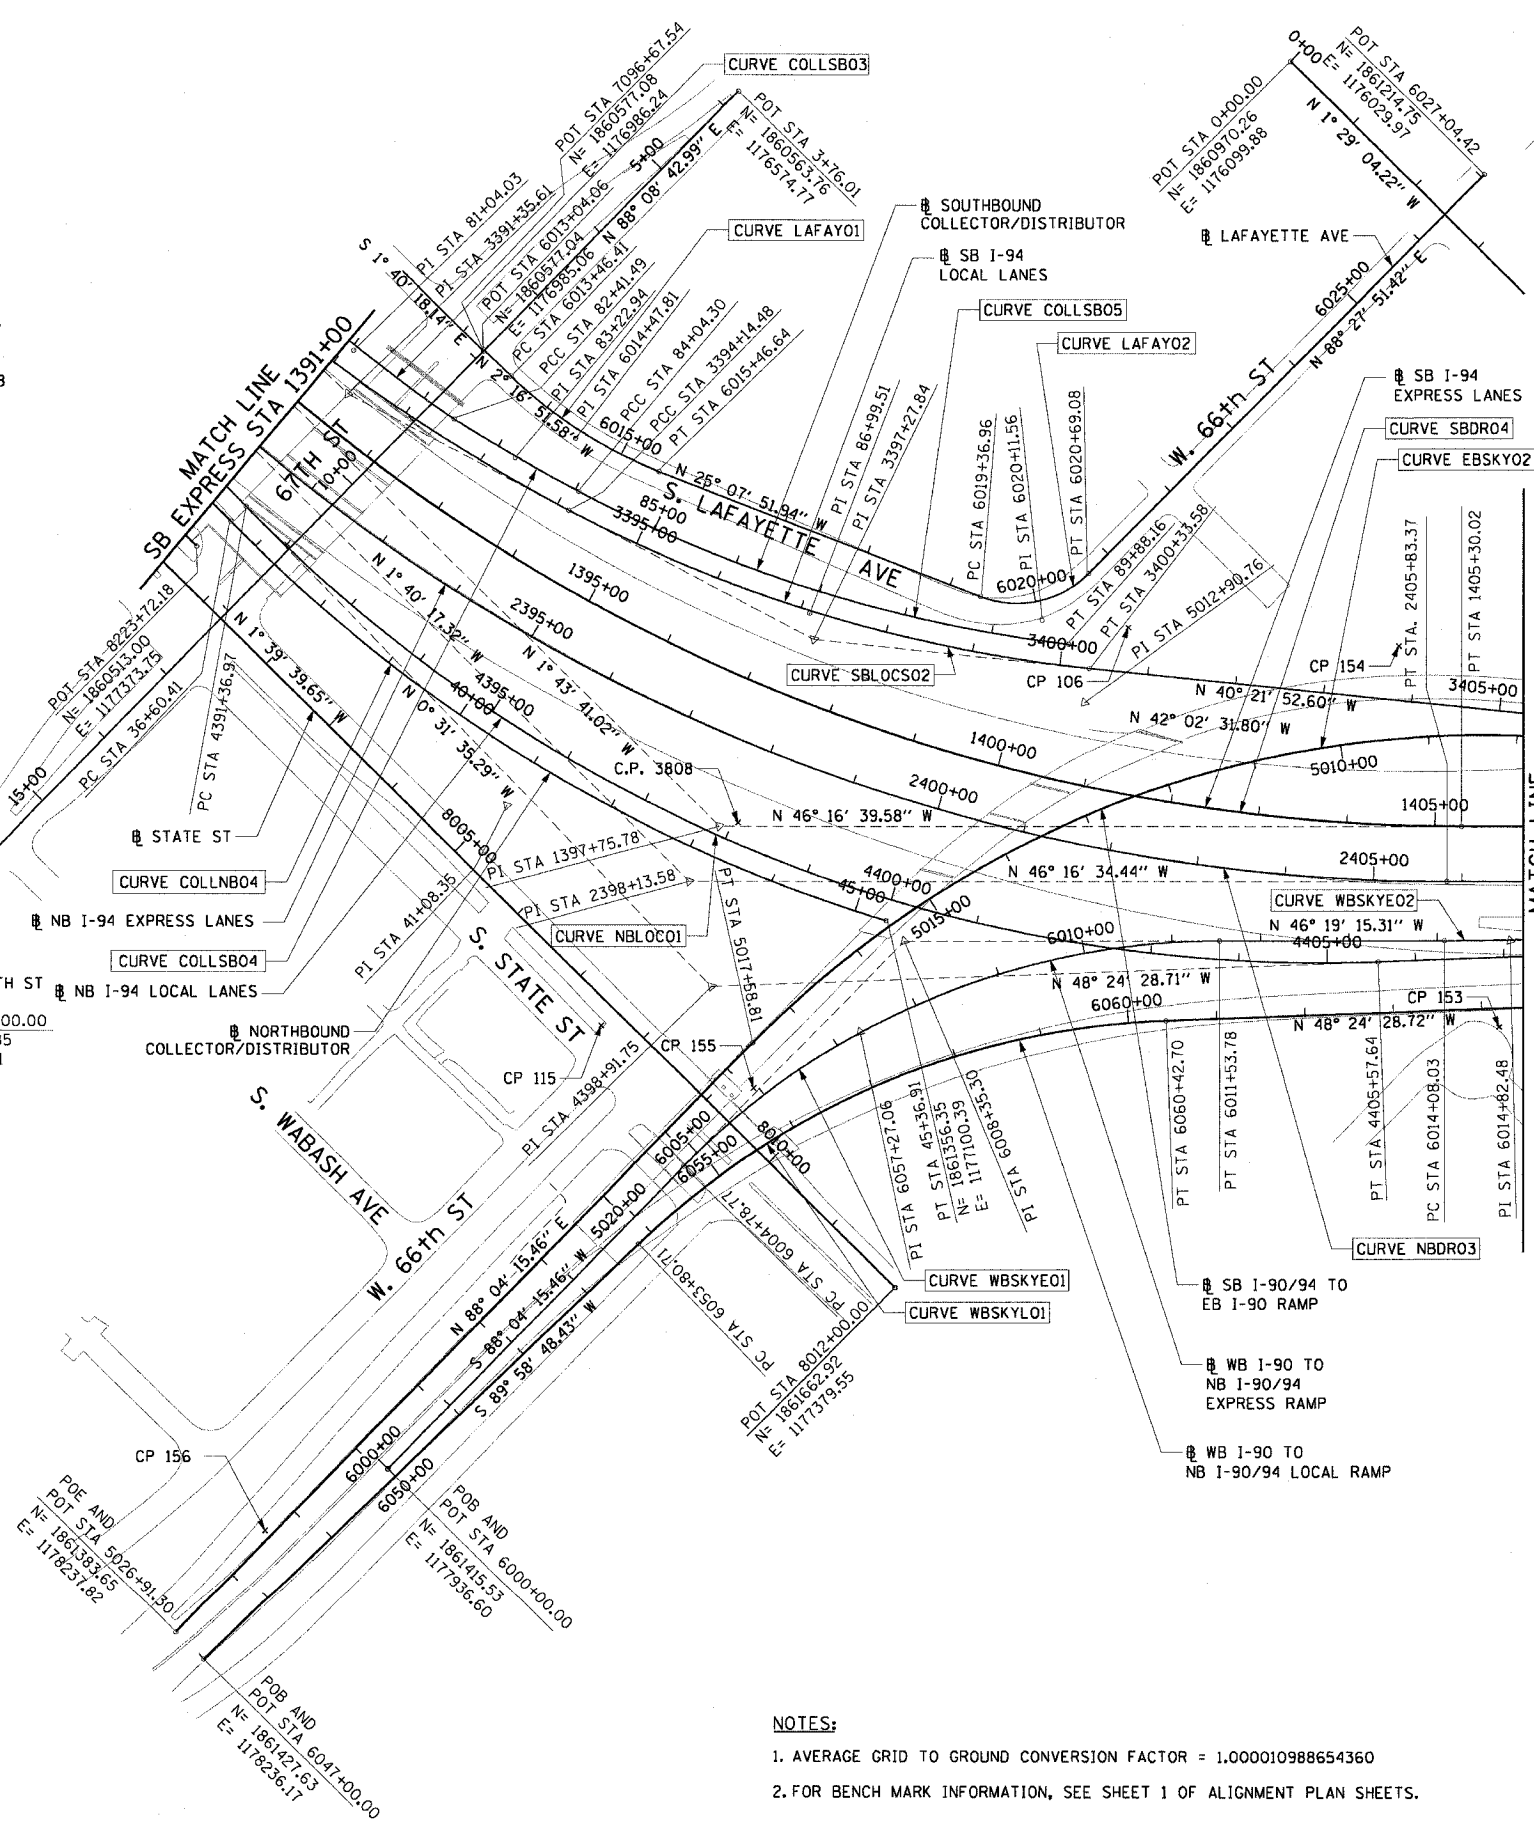 CURVE COLLSB03
POT STA 7096+67.54
N= 1860577.08
E= 1176986.24
POT STA 3+76.01
N= 1860563.76
E= 1176574.77
5+00
N 88° 08' 42.99" E
POT STA 6013+04.06
N= 1860577.04
E= 1176985.06
PI STA 81+04.03
PI STA 3391+35.61
S 1° 40' 18.14" E
PC STA 6013+46.41
PCC STA 82+41.49
PI STA 83+22.94
PI STA 6014+47.81
PCC STA 84+04.30
PCC STA 3394+14.48
PT STA 6015+46.64
N 2° 16' 51.58" W
CURVE LAFAY01
0+00
POT STA 6027+04.42
N= 1861214.75
E= 1176029.97
POT STA 0+00.00
N= 1860970.26
E= 1176099.88
N 1° 29' 04.22" W
℄ SOUTHBOUND
COLLECTOR/DISTRIBUTOR
℄ SB I-94
LOCAL LANES
CURVE COLLSB05
CURVE LAFAY02
℄ LAFAYETTE AVE
6025+00
N 88° 27' 51.42" E
W. 66th ST
℄ SB I-94
EXPRESS LANES
CURVE SBDR04
CURVE EBSKY02
MATCH LINE
SB EXPRESS STA 1391+00
67TH ST
10+00
6015+00
N 25° 07' 51.94" W
S. LAFAYETTE AVE
85+00
3395+00
PI STA 86+99.51
PI STA 3397+27.84
PC STA 6019+36.96
PI STA 6020+11.56
PT STA 6020+69.08
6020+00
PT STA 89+88.16
PT STA 3400+33.58
PI STA 5012+90.76
3400+00
CURVE SBLOCS02
CP 106
CP 154
PT STA. 2405+83.37
PT STA 1405+30.02
3405+00
N 40° 21' 52.60" W
N 42° 02' 31.80" W
1395+00
2395+00
N 1° 40' 17.32" W
N 1° 43' 41.02" W
4395+00
40+00
N 0° 31' 35.29" W
N 1° 39' 39.65" W
POT STA 8223+72.18
N= 1860513.00
E= 1177373.75
PC STA 36+60.41
PC STA 4391+36.97
15+00
1400+00
2400+00
5010+00
1405+00
C.P. 3808
N 46° 16' 39.58" W
MATCH LINE
℄ STATE ST
8005+00
PI STA 1397+75.78
PI STA 2398+13.58
PI STA 41+08.35
4400+00
45+00
N 46° 16' 34.44" W
2405+00
CURVE COLLNB04
℄ NB I-94 EXPRESS LANES
CURVE COLLSB04
℄ NB I-94 LOCAL LANES
TH ST
00.00
℄ NORTHBOUND
COLLECTOR/DISTRIBUTOR
CURVE NBLOC01
PT STA 5017+58.81
5015+00
6010+00
CURVE WBSKYE02
N 46° 19' 15.31" W
4405+00
N 48° 24' 28.71" W
6060+00
N 48° 24' 28.72" W
CP 153
S. STATE ST
CP 115
CP 155
PI STA 4398+91.75
S. WABASH AVE
W. 66th ST
6005+00
6055+00
8010+00
5020+00
PI STA 6057+27.06
PT STA 45+36.91
N= 1861356.35
E= 1177100.39
PI STA 6008+35.30
PT STA 6060+42.70
PT STA 6011+53.78
PT STA 4405+57.64
PC STA 6014+08.03
PI STA 6014+82.48
PC STA 6004+78.77
PC STA 6053+80.71
N 88° 04' 15.46" E
S 88° 04' 15.46" W
S 89° 58' 48.43" W
CURVE NBDR03
CURVE WBSKYE01
CURVE WBSKYL01
℄ SB I-90/94 TO
EB I-90 RAMP
℄ WB I-90 TO
NB I-90/94
EXPRESS RAMP
℄ WB I-90 TO
NB I-90/94 LOCAL RAMP
POT STA 8012+00.00
N= 1861662.92
E= 1177379.55
CP 156
6000+00
6050+00
POE AND
POT STA 5026+91.30
N= 1861383.65
E= 1178237.82
POB AND
POT STA 6000+00.00
N= 1861415.53
E= 1177936.60
POB AND
POT STA 6047+00.00
N= 1861427.63
E= 1178236.17
NOTES:
1. AVERAGE GRID TO GROUND CONVERSION FACTOR = 1.000010988654360
2. FOR BENCH MARK INFORMATION, SEE SHEET 1 OF ALIGNMENT PLAN SHEETS.